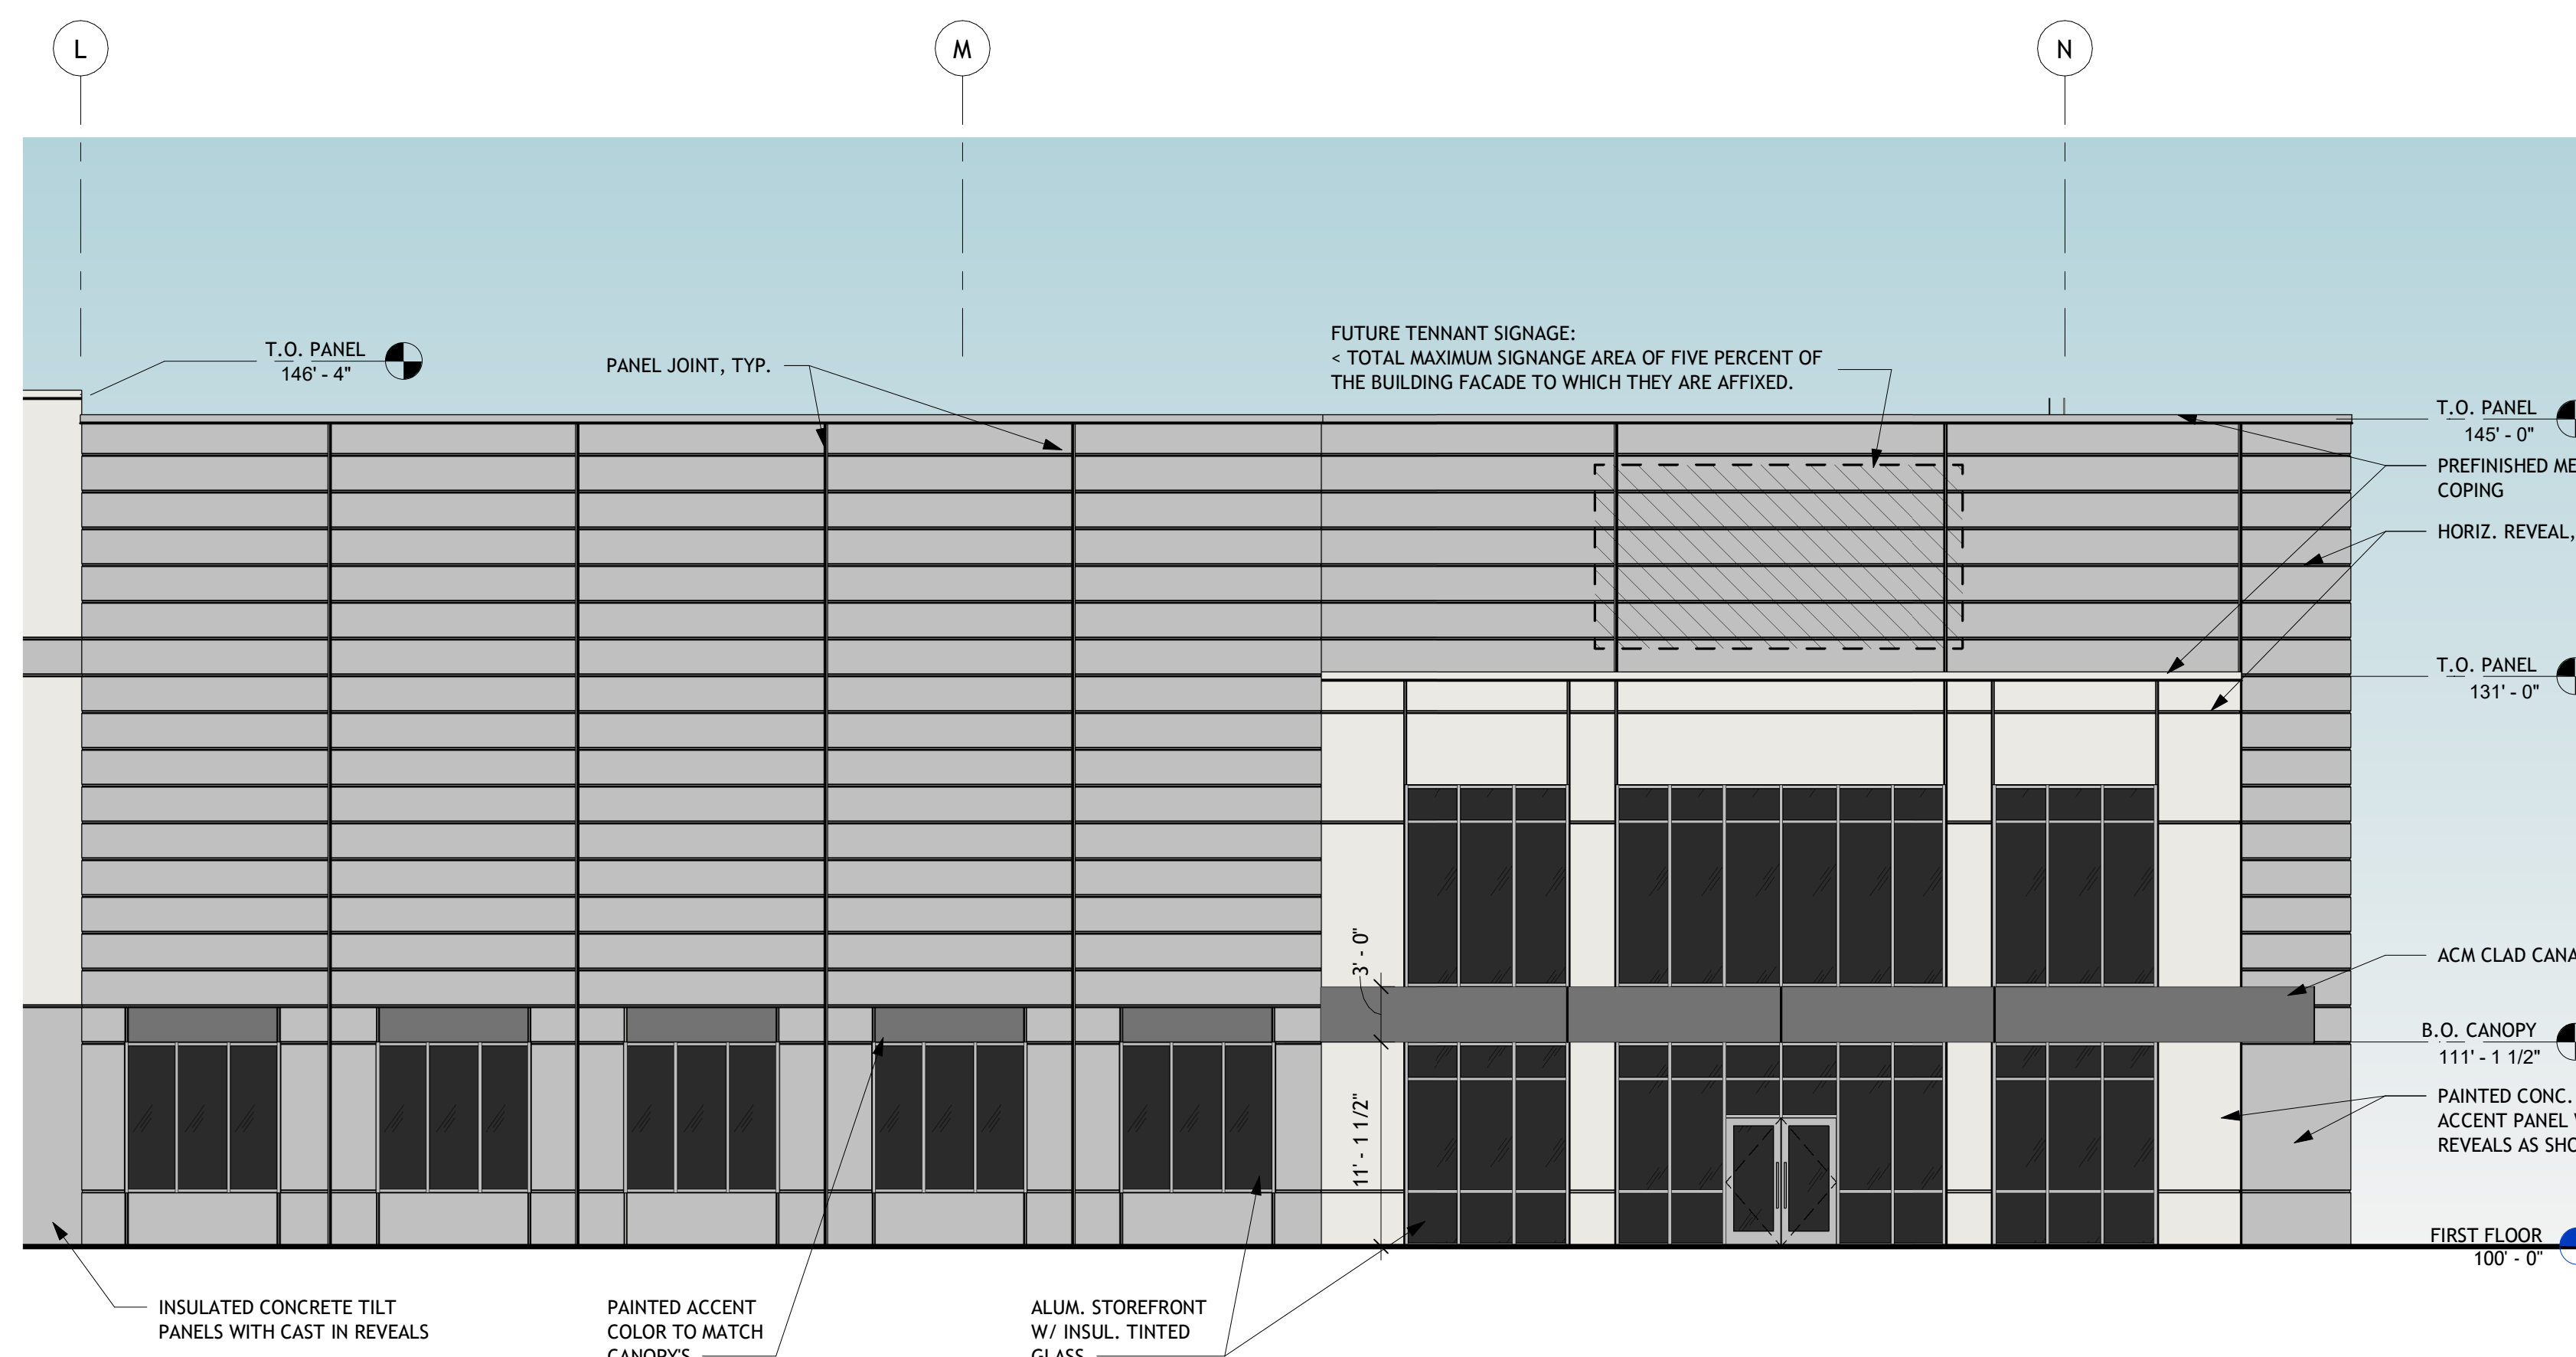 L
M
N
T.O. PANEL
146' - 4"
PANEL JOINT, TYP.
FUTURE TENNANT SIGNAGE:
< TOTAL MAXIMUM SIGNANGE AREA OF FIVE PERCENT OF
THE BUILDING FACADE TO WHICH THEY ARE AFFIXED.
T.O. PANEL
145' - 0"
PREFINISHED ME
COPING
HORIZ. REVEAL,
T.O. PANEL
131' - 0"
3' - 0"
ACM CLAD CANA
B.O. CANOPY
111' - 1 1/2"
11' - 1 1/2"
PAINTED CONC.
ACCENT PANEL
REVEALS AS SHO
FIRST FLOOR
100' - 0"
INSULATED CONCRETE TILT
PANELS WITH CAST IN REVEALS
PAINTED ACCENT
COLOR TO MATCH
CANOPY'S
ALUM. STOREFRONT
W/ INSUL. TINTED
GLASS